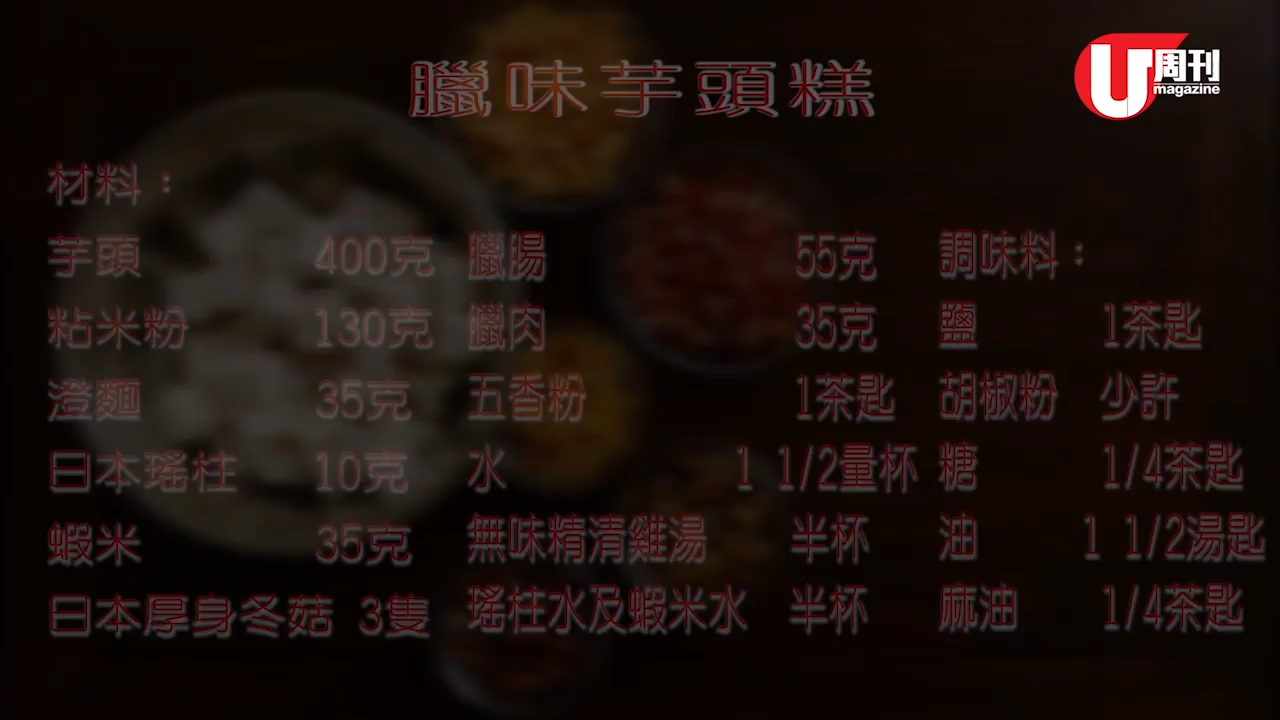 臘味芋頭糕
U周刊
magazine
材料：
芋頭 400克 臘腸 55克 調味料：
粘米粉 130克 臘肉 35克 鹽 1茶匙
澄麵 35克 五香粉 1茶匙 胡椒粉 少許
日本瑤柱 10克 水 1 1/2量杯 糖 1/4茶匙
蝦米 35克 無味精清雞湯 半杯 油 1 1/2湯匙
日本厚身冬菇 3隻 瑤柱水及蝦米水 半杯 麻油 1/4茶匙